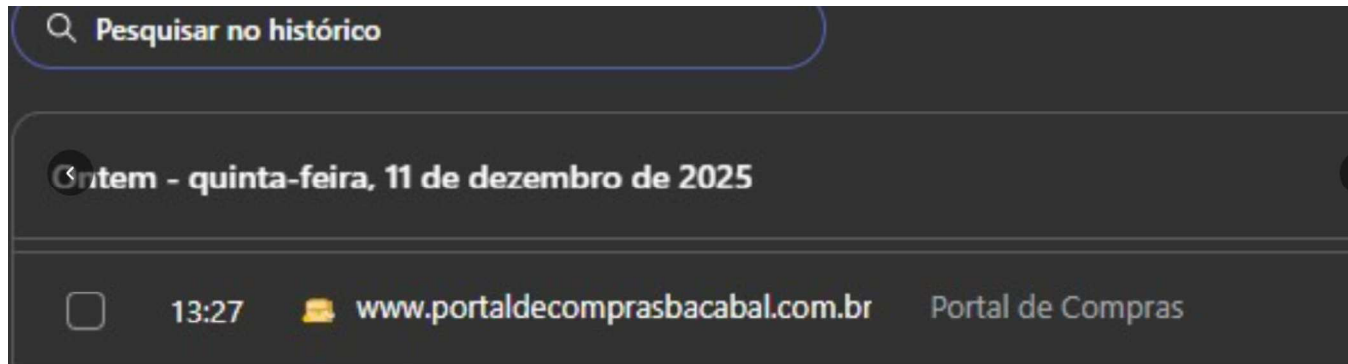 Pesquisar no histórico
Ontem - quinta-feira, 11 de dezembro de 2025
13:27 www.portaldecomprasbacabal.com.br Portal de Compras